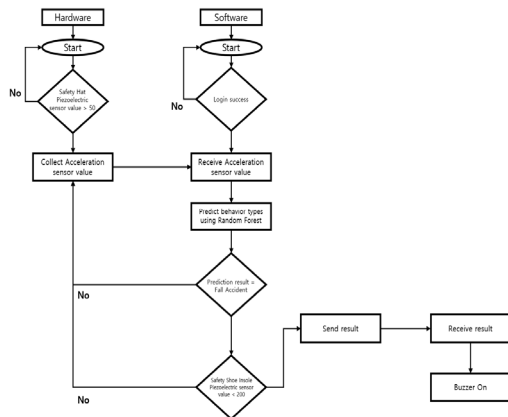 Hardware
Software
Start
Start
No
Safety Hat
Piezoelectric
sensor value > 50
No
Login success
Collect Acceleration
sensor value
Receive Acceleration
sensor value
Predict behavior types
using Random Forest
Prediction result =
Fall Accident
No
Send result
Receive result
Safety Shoe Insole
Piezoelectric sensor
value < 200
No
Buzzer On